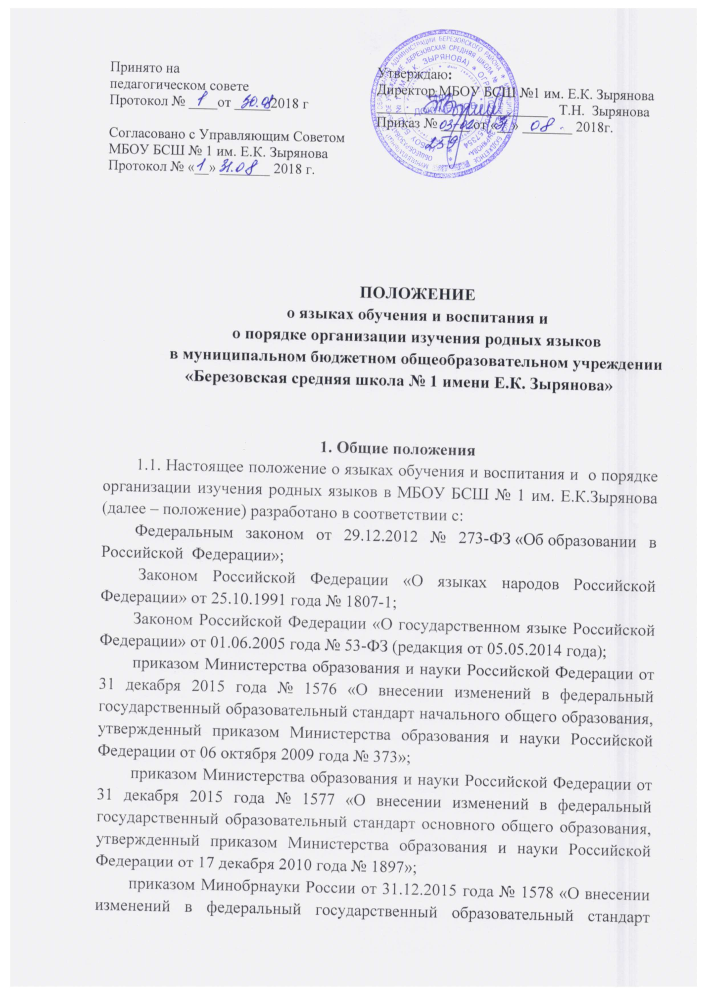 Принято на
педагогическом совете
Протокол № 1 от 30.08 2018 г
Согласовано с Управляющим Советом
МБОУ БСШ № 1 им. Е.К. Зырянова
Протокол № «1» 31.08 2018 г.
Утверждаю:
Директор МБОУ БСШ №1 им. Е.К. Зырянова
Т.Н. Зырянова
Приказ № 03-02 от «31» 08 2018г.
259
ПОЛОЖЕНИЕ
о языках обучения и воспитания и
о порядке организации изучения родных языков
в муниципальном бюджетном общеобразовательном учреждении
«Березовская средняя школа № 1 имени Е.К. Зырянова»
1. Общие положения
1.1. Настоящее положение о языках обучения и воспитания и о порядке
организации изучения родных языков в МБОУ БСШ № 1 им. Е.К.Зырянова
(далее – положение) разработано в соответствии с:
Федеральным законом от 29.12.2012 № 273-ФЗ «Об образовании в
Российской Федерации»;
Законом Российской Федерации «О языках народов Российской
Федерации» от 25.10.1991 года № 1807-1;
Законом Российской Федерации «О государственном языке Российской
Федерации» от 01.06.2005 года № 53-ФЗ (редакция от 05.05.2014 года);
приказом Министерства образования и науки Российской Федерации от
31 декабря 2015 года № 1576 «О внесении изменений в федеральный
государственный образовательный стандарт начального общего образования,
утвержденный приказом Министерства образования и науки Российской
Федерации от 06 октября 2009 года № 373»;
приказом Министерства образования и науки Российской Федерации от
31 декабря 2015 года № 1577 «О внесении изменений в федеральный
государственный образовательный стандарт основного общего образования,
утвержденный приказом Министерства образования и науки Российской
Федерации от 17 декабря 2010 года № 1897»;
приказом Минобрнауки России от 31.12.2015 года № 1578 «О внесении
изменений в федеральный государственный образовательный стандарт